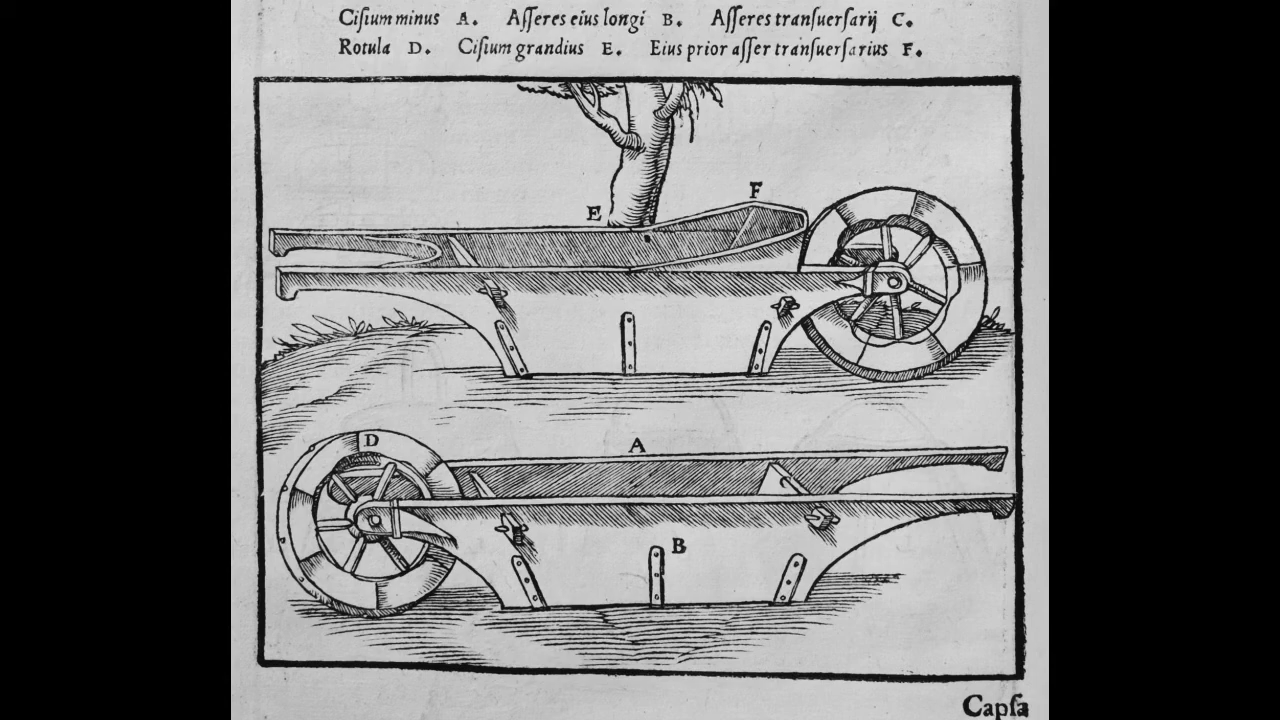 Ciſium minus A. Aſſeres eius longi B. Aſſeres tranſuerſarij C.
Rotula D. Ciſium grandius E. Eius prior aſſer tranſuerſarius F.
F
E
D
A
B
Capſa